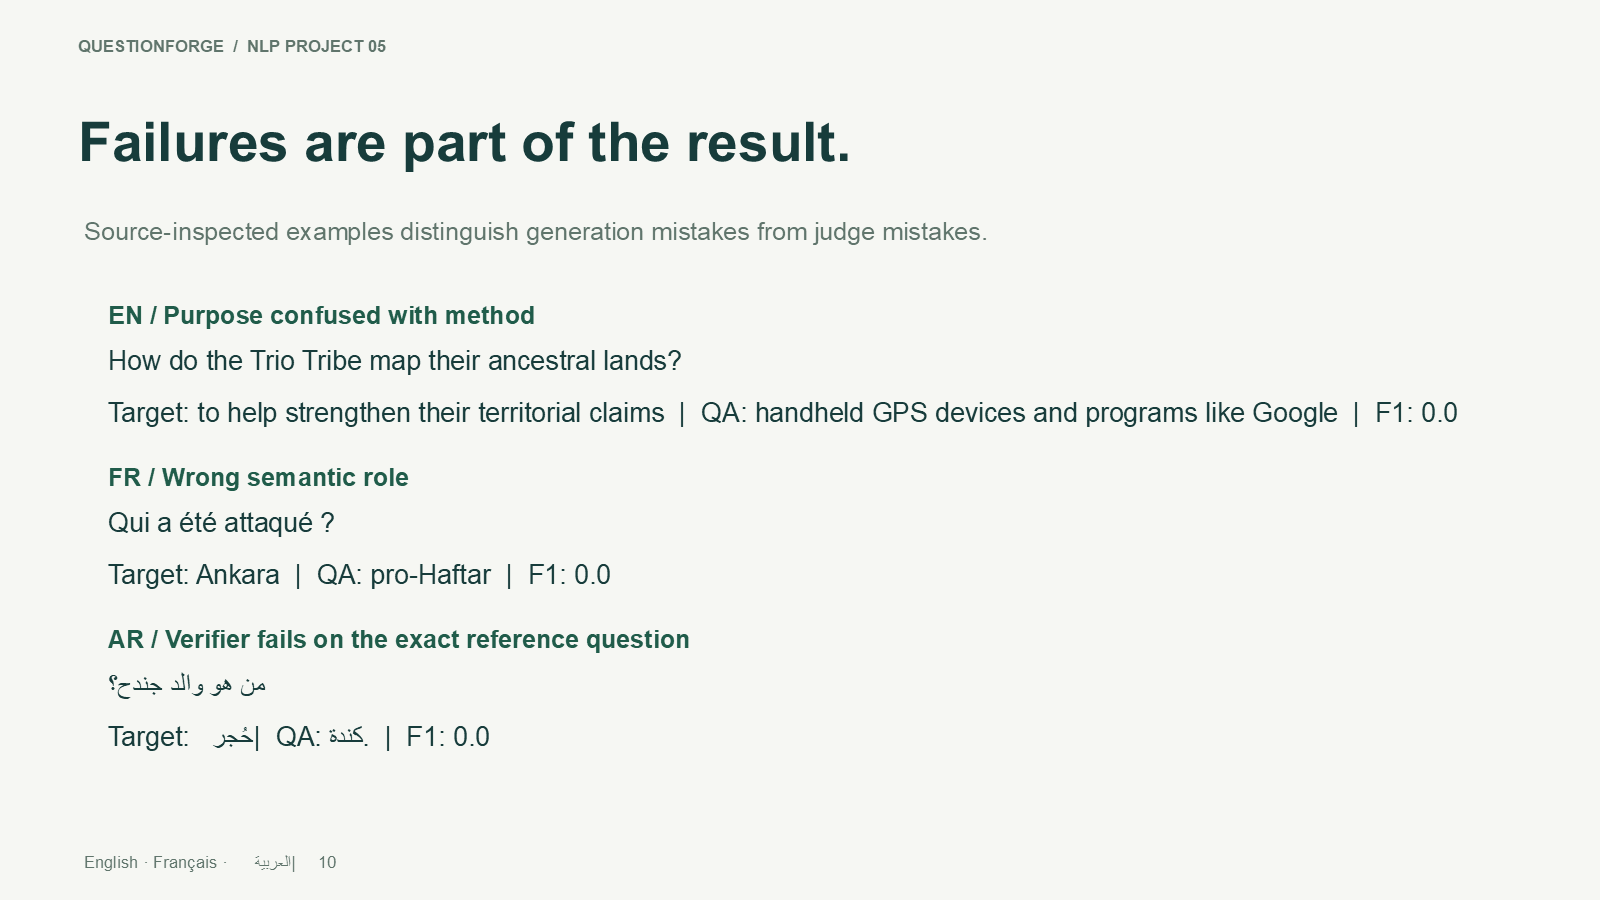 QUESTIONFORGE / NLP PROJECT 05
Failures are part of the result.
Source-inspected examples distinguish generation mistakes from judge mistakes.
EN / Purpose confused with method
How do the Trio Tribe map their ancestral lands?
Target: to help strengthen their territorial claims | QA: handheld GPS devices and programs like Google | F1: 0.0
FR / Wrong semantic role
Qui a été attaqué ?
Target: Ankara | QA: pro-Haftar | F1: 0.0
AR / Verifier fails on the exact reference question
من هو والد جندح؟
Target: حُجر | QA: كندة. | F1: 0.0
English · Français · العربية | 10